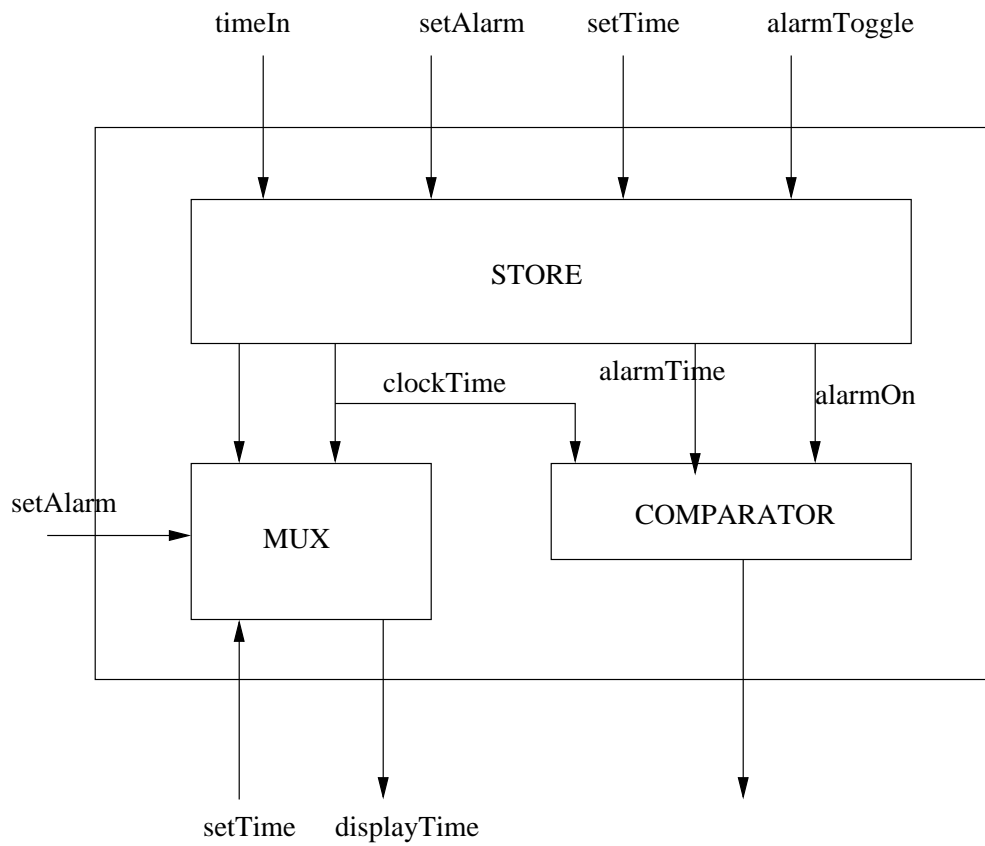 timeIn setAlarm setTime alarmToggle
STORE
clockTime alarmTime
alarmOn
setAlarm
MUX COMPARATOR
setTime displayTime